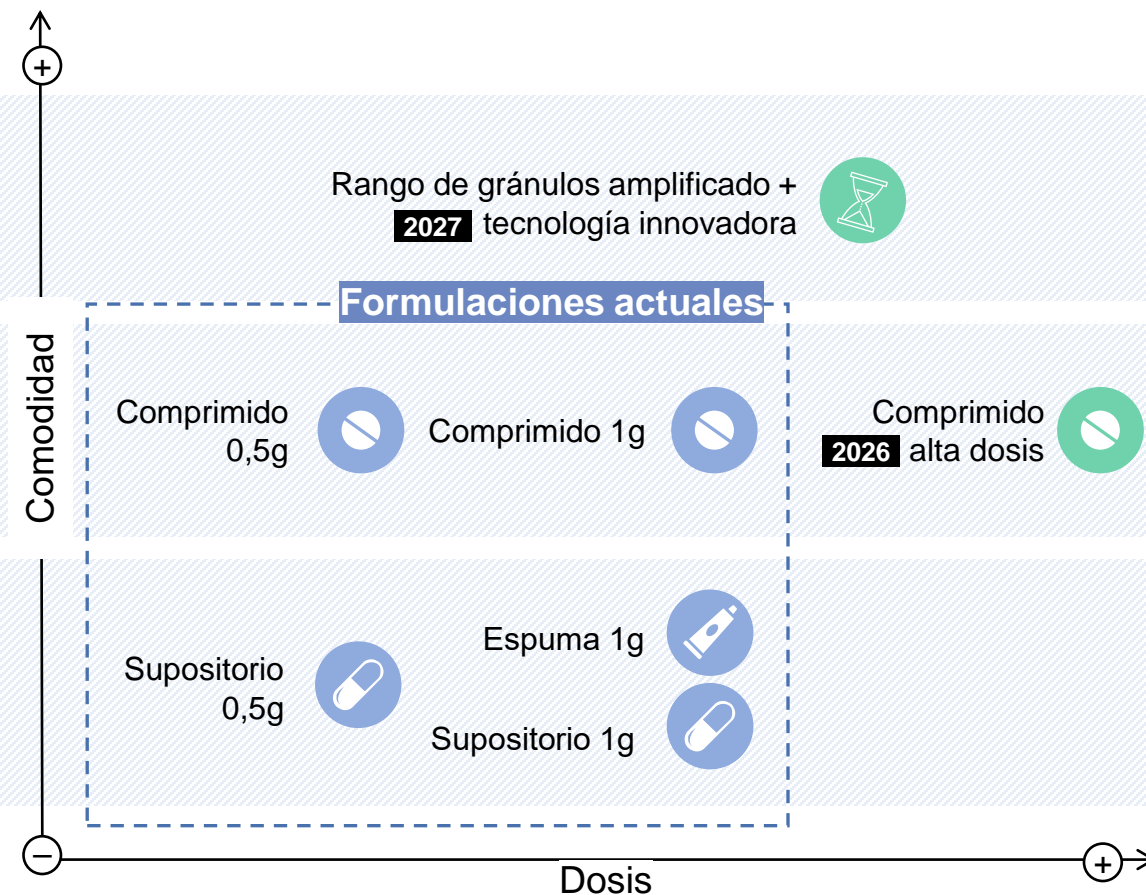 +
Rango de gránulos amplificado +
2027 tecnología innovadora
Formulaciones actuales
Comodidad
Comprimido
0,5g
Comprimido 1g
Comprimido
2026 alta dosis
Espuma 1g
Supositorio
0,5g
Supositorio 1g
−
+
Dosis